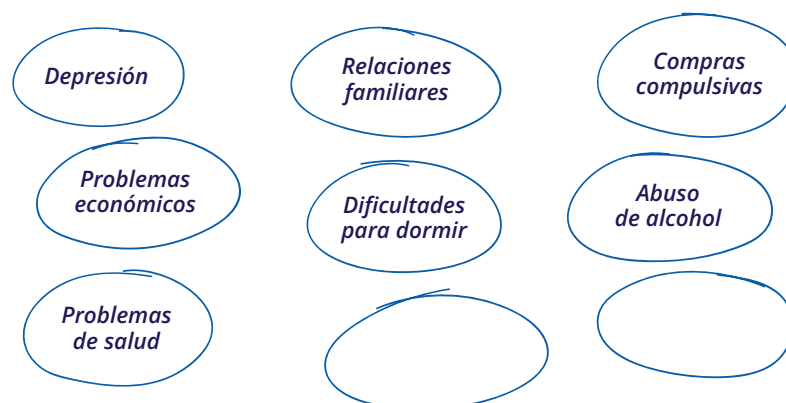 Depresión
Relaciones
familiares
Compras
compulsivas
Problemas
económicos
Dificultades
para dormir
Abuso
de alcohol
Problemas
de salud